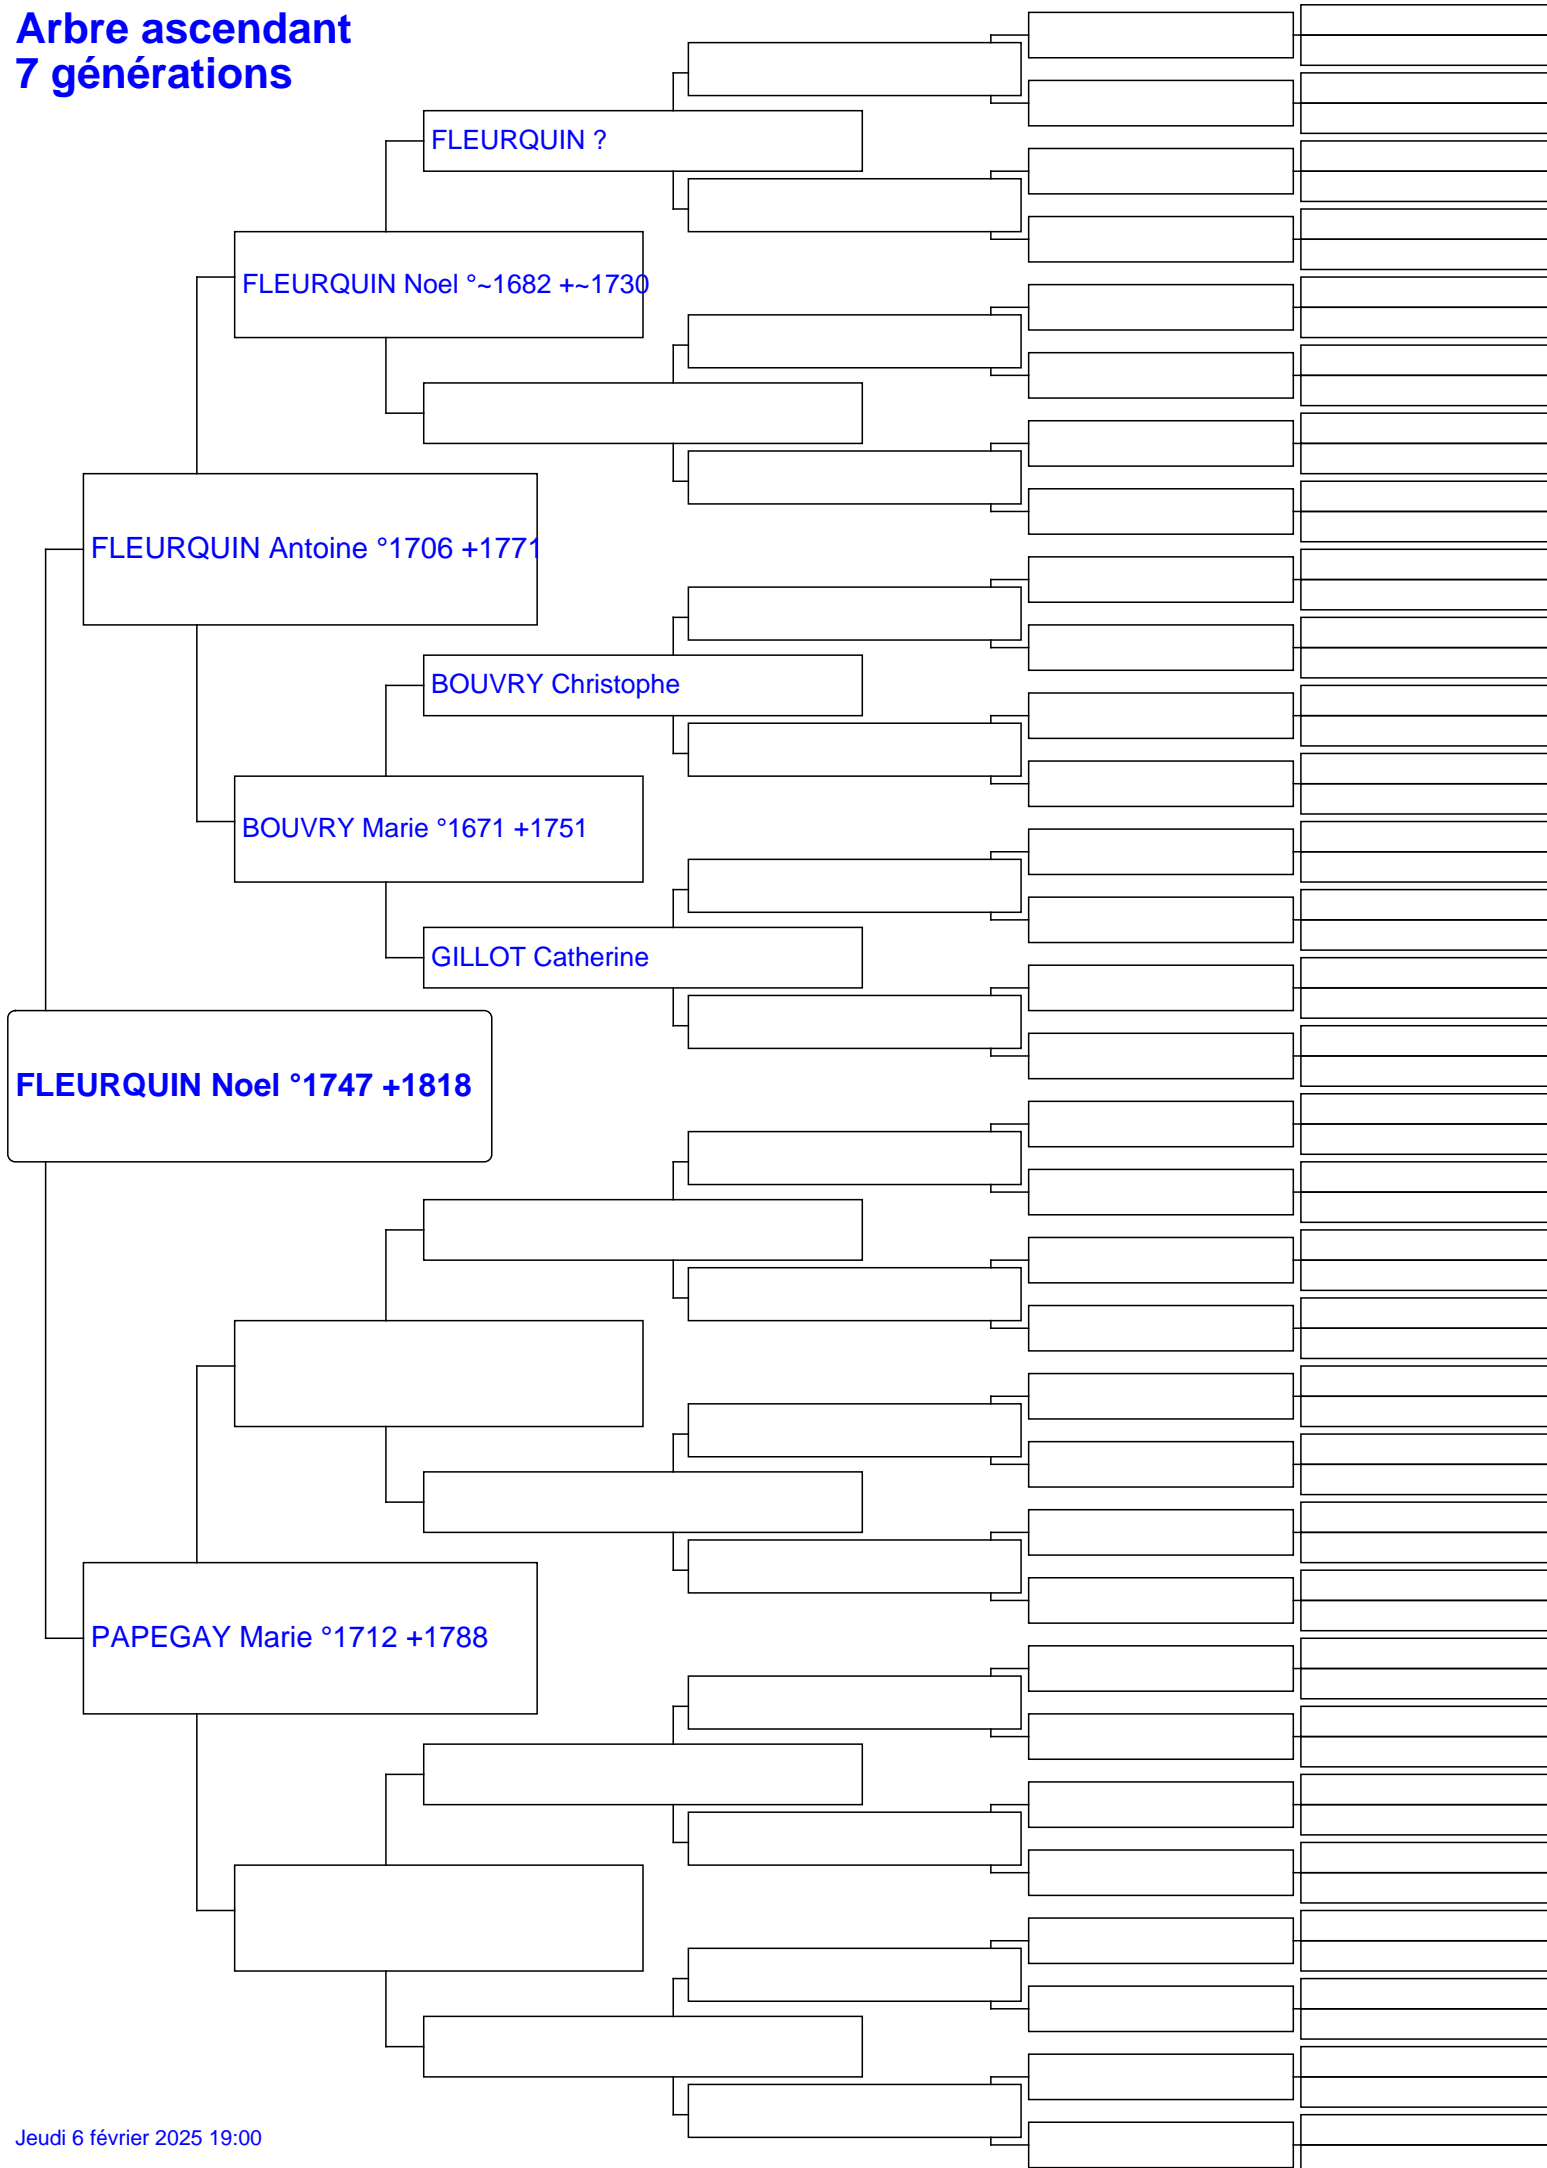 Arbre ascendant
7 générations
FLEURQUIN ?
FLEURQUIN Noel °~1682 +~1730
FLEURQUIN Antoine °1706 +1771
BOUVRY Christophe
BOUVRY Marie °1671 +1751
GILLOT Catherine
FLEURQUIN Noel °1747 +1818
PAPEGAY Marie °1712 +1788
Jeudi 6 février 2025 19:00